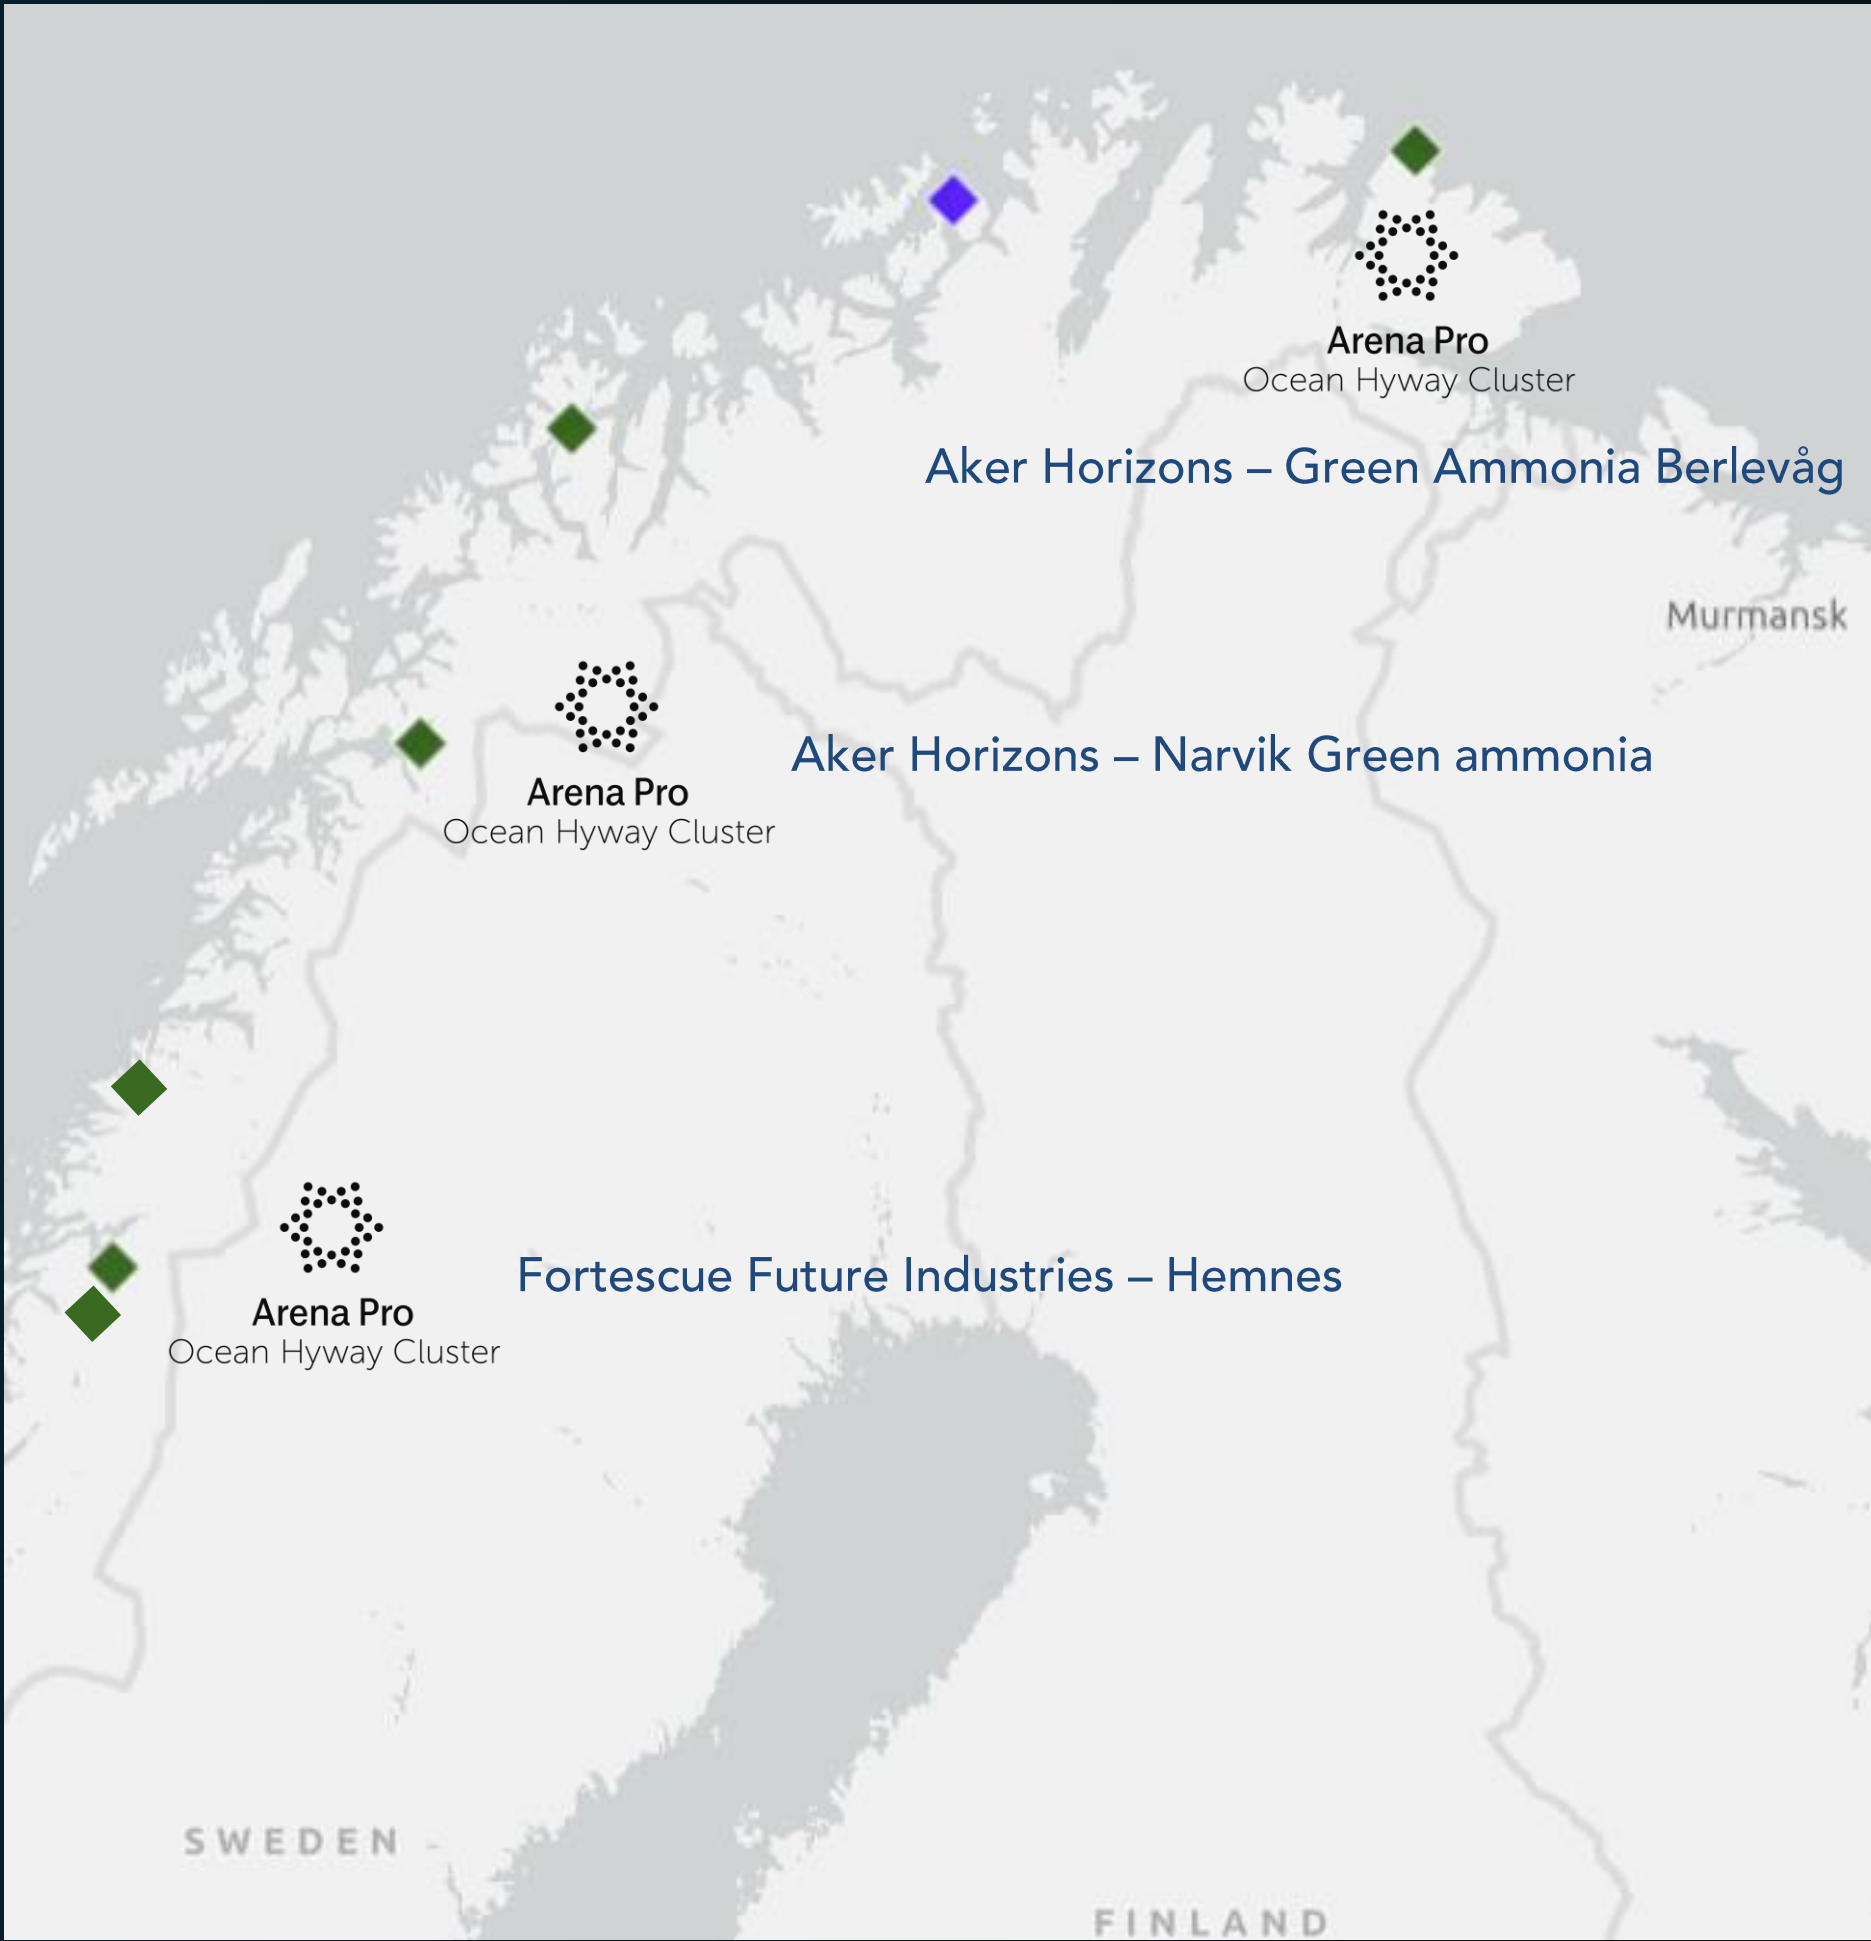 Arena Pro
Ocean Hyway Cluster
Aker Horizons – Green Ammonia Berlevåg
Murmansk
Arena Pro
Ocean Hyway Cluster
Aker Horizons – Narvik Green ammonia
Arena Pro
Ocean Hyway Cluster
Fortescue Future Industries – Hemnes
SWEDEN
FINLAND